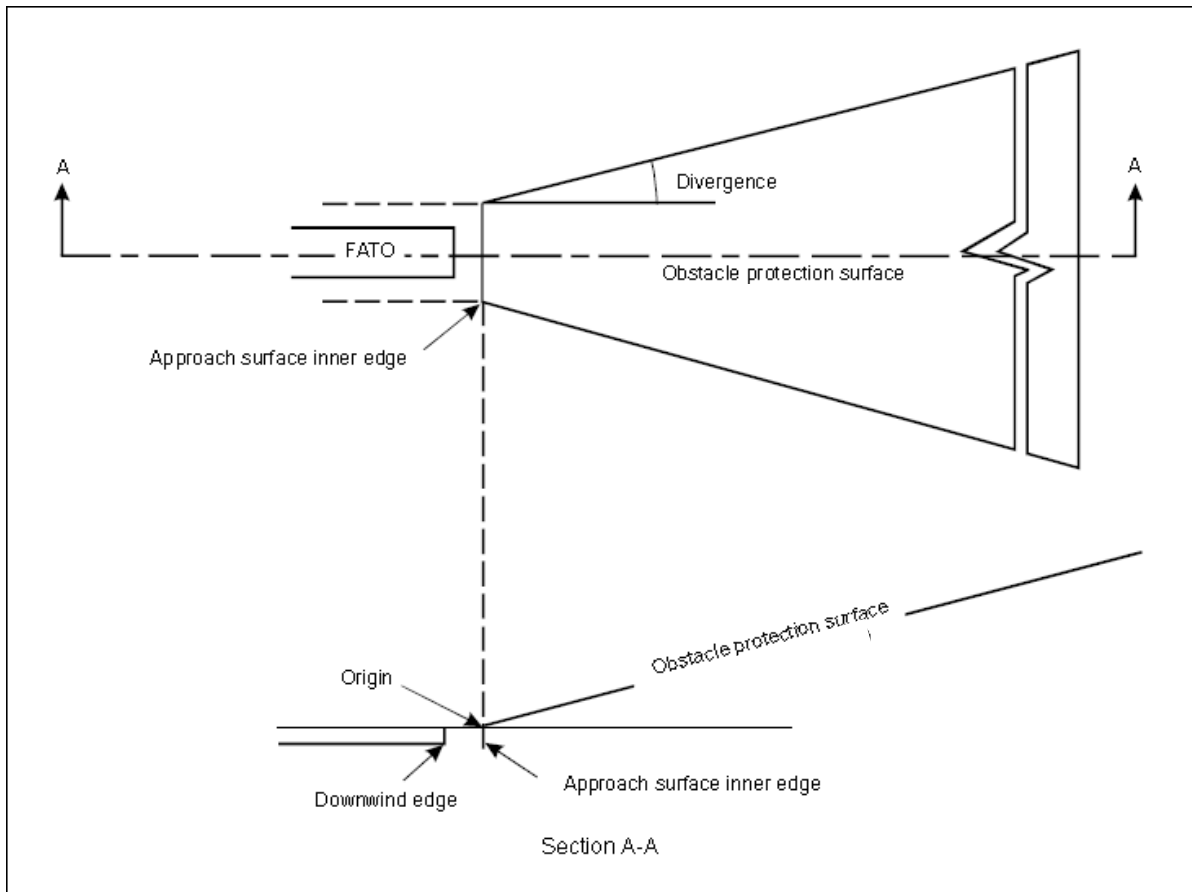 A
A
Divergence
FATO
Obstacle protection surface
Approach surface inner edge
Obstacle protection surface
Origin
Approach surface inner edge
Downwind edge
Section A-A